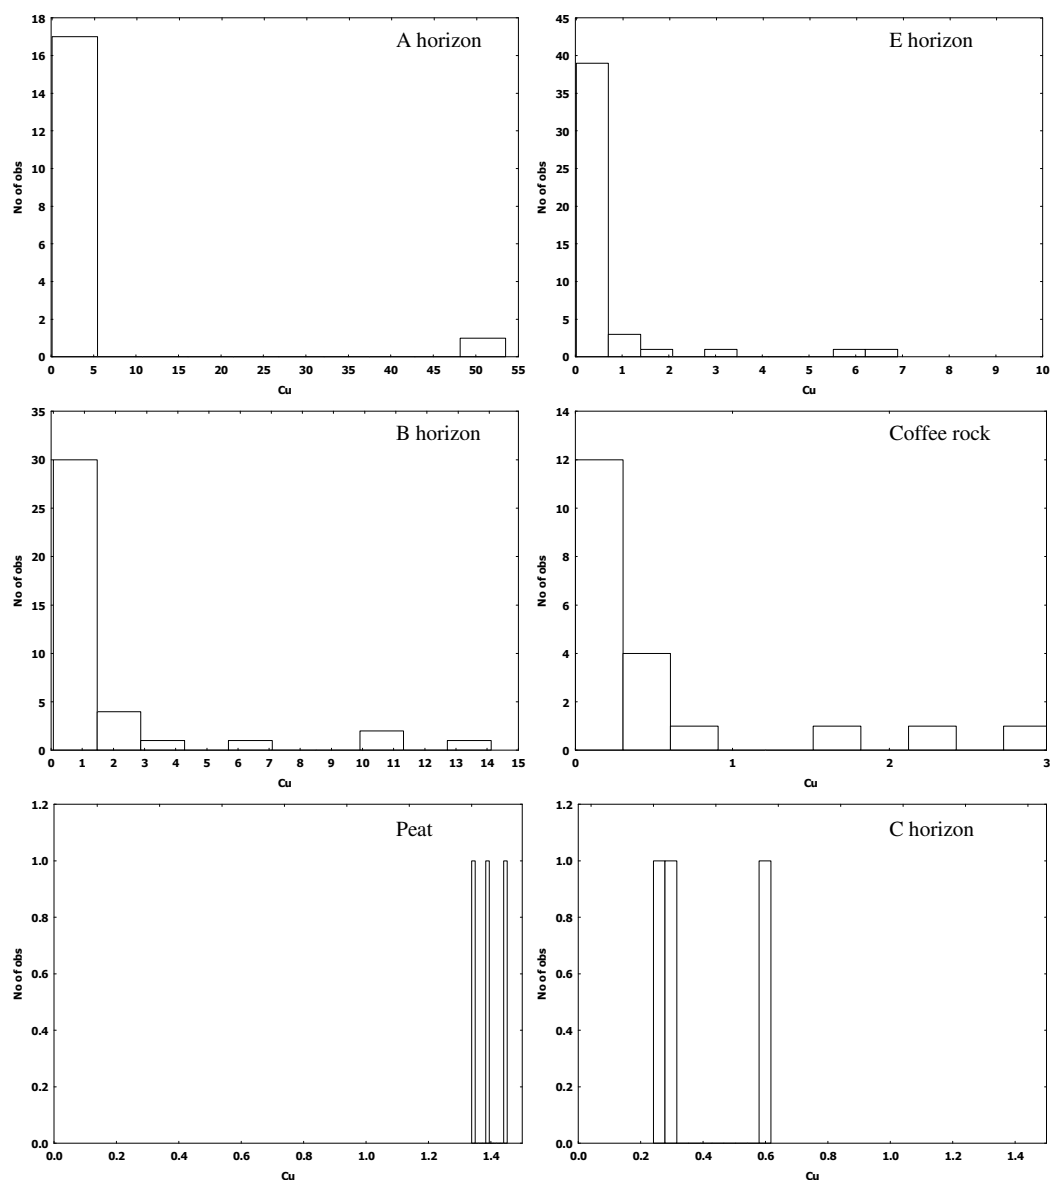 A horizon
18
16
14
12
10
8
6
4
2
0
No of obs
0 5 10 15 20 25 30 35 40 45 50 55
Cu
E horizon
45
40
35
30
25
20
15
10
5
0
No of obs
0 1 2 3 4 5 6 7 8 9 10
Cu
B horizon
35
30
25
20
15
10
5
0
No of obs
0 1 2 3 4 5 6 7 8 9 10 11 12 13 14 15
Cu
Coffee rock
14
12
10
8
6
4
2
0
No of obs
0 1 2 3
Cu
Peat
1.2
1.0
0.8
0.6
0.4
0.2
0.0
No of obs
0.0 0.2 0.4 0.6 0.8 1.0 1.2 1.4
Cu
C horizon
1.2
1.0
0.8
0.6
0.4
0.2
0.0
No of obs
0.0 0.2 0.4 0.6 0.8 1.0 1.2 1.4
Cu